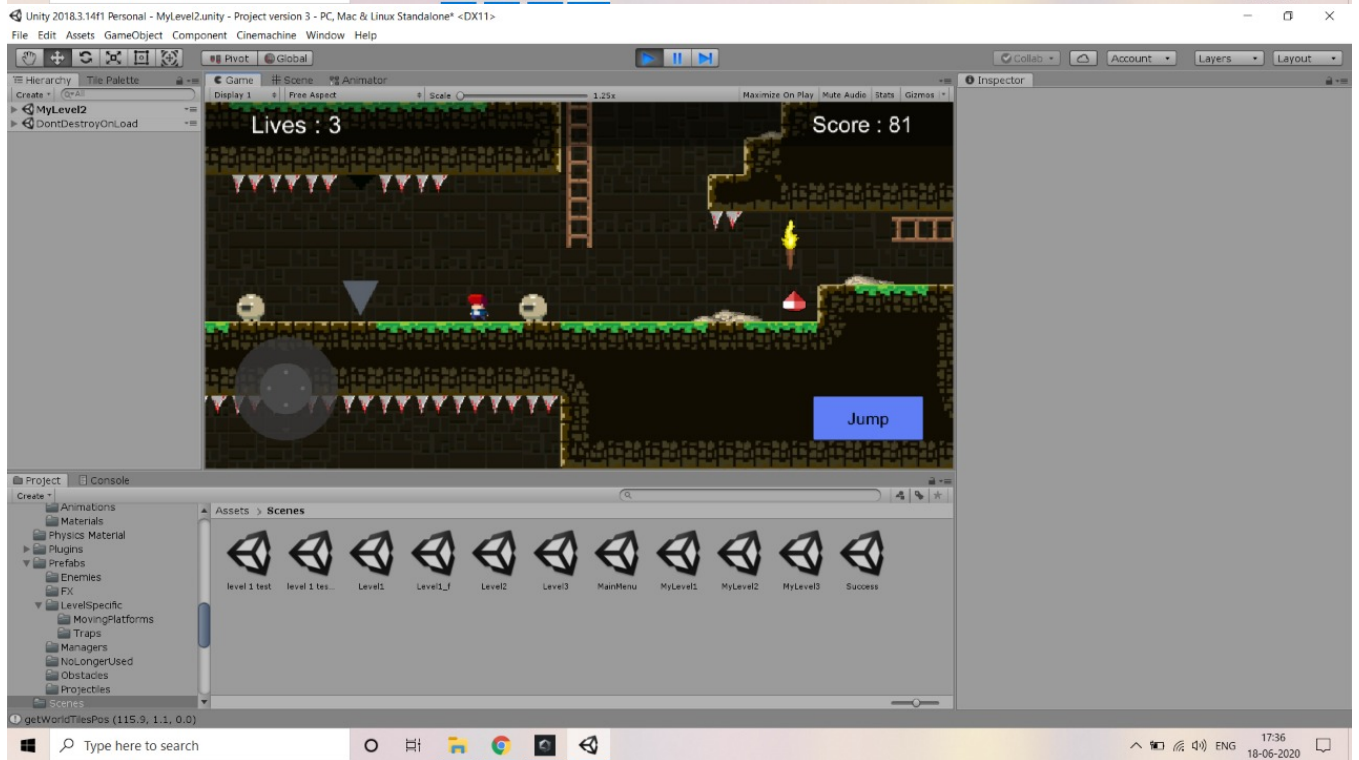 Unity 2018.3.14f1 Personal - MyLevel2.unity - Project version 3 - PC, Mac & Linux Standalone* <DX11>
File Edit Assets GameObject Component Cinemachine Window Help
Pivot Global Collab Account Layers Layout
Hierarchy Tile Palette Game Scene Animator Inspector
Create All Display 1 Free Aspect Scale 1.25x Maximize On Play Mute Audio Stats Gizmos
MyLevel2
DontDestroyOnLoad
Lives : 3 Score : 81
Jump
Project Console
Create
Assets > Scenes
Animations
Materials
Physics Material
Plugins
Prefabs
Enemies
FX
LevelSpecific
MovingPlatforms
Traps
Managers
NoLongerUsed
Obstacles
Projectiles
Scenes
level 1 test level 1 tes... Level1 Level1_f Level2 Level3 MainMenu MyLevel1 MyLevel2 MyLevel3 Success
getWorldTilesPos (115.9, 1.1, 0.0)
Type here to search ENG 17:36
18-06-2020